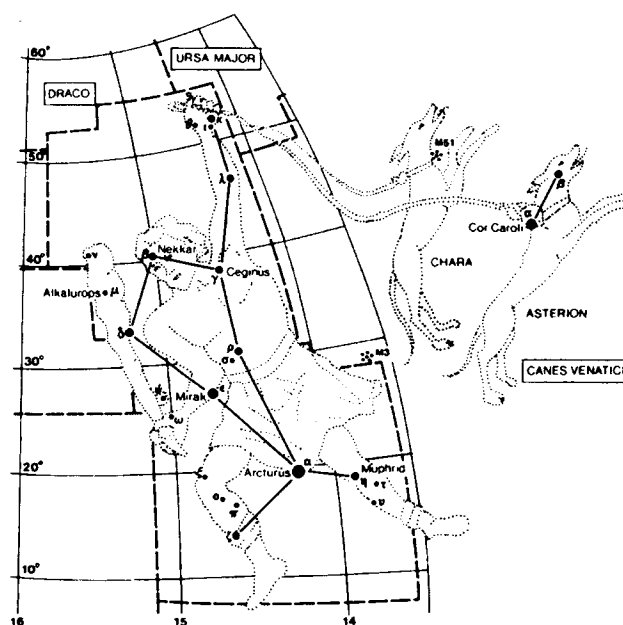 60°
URSA MAJOR
DRACO
θ
ι
κ
50°
M51
λ
β
α
Cor Caroli
β
Nekkar
ν
γ
Ceginus
CHARA
40°
Alkalurops
μ
ASTERION
δ
ρ
σ
M3
30°
CANES VENATICI
Mirak
ε
ψ
ω
α
Muphrid
20°
ξ
Arcturus
η
τ
ο
υ
π
ζ
10°
16
15
14